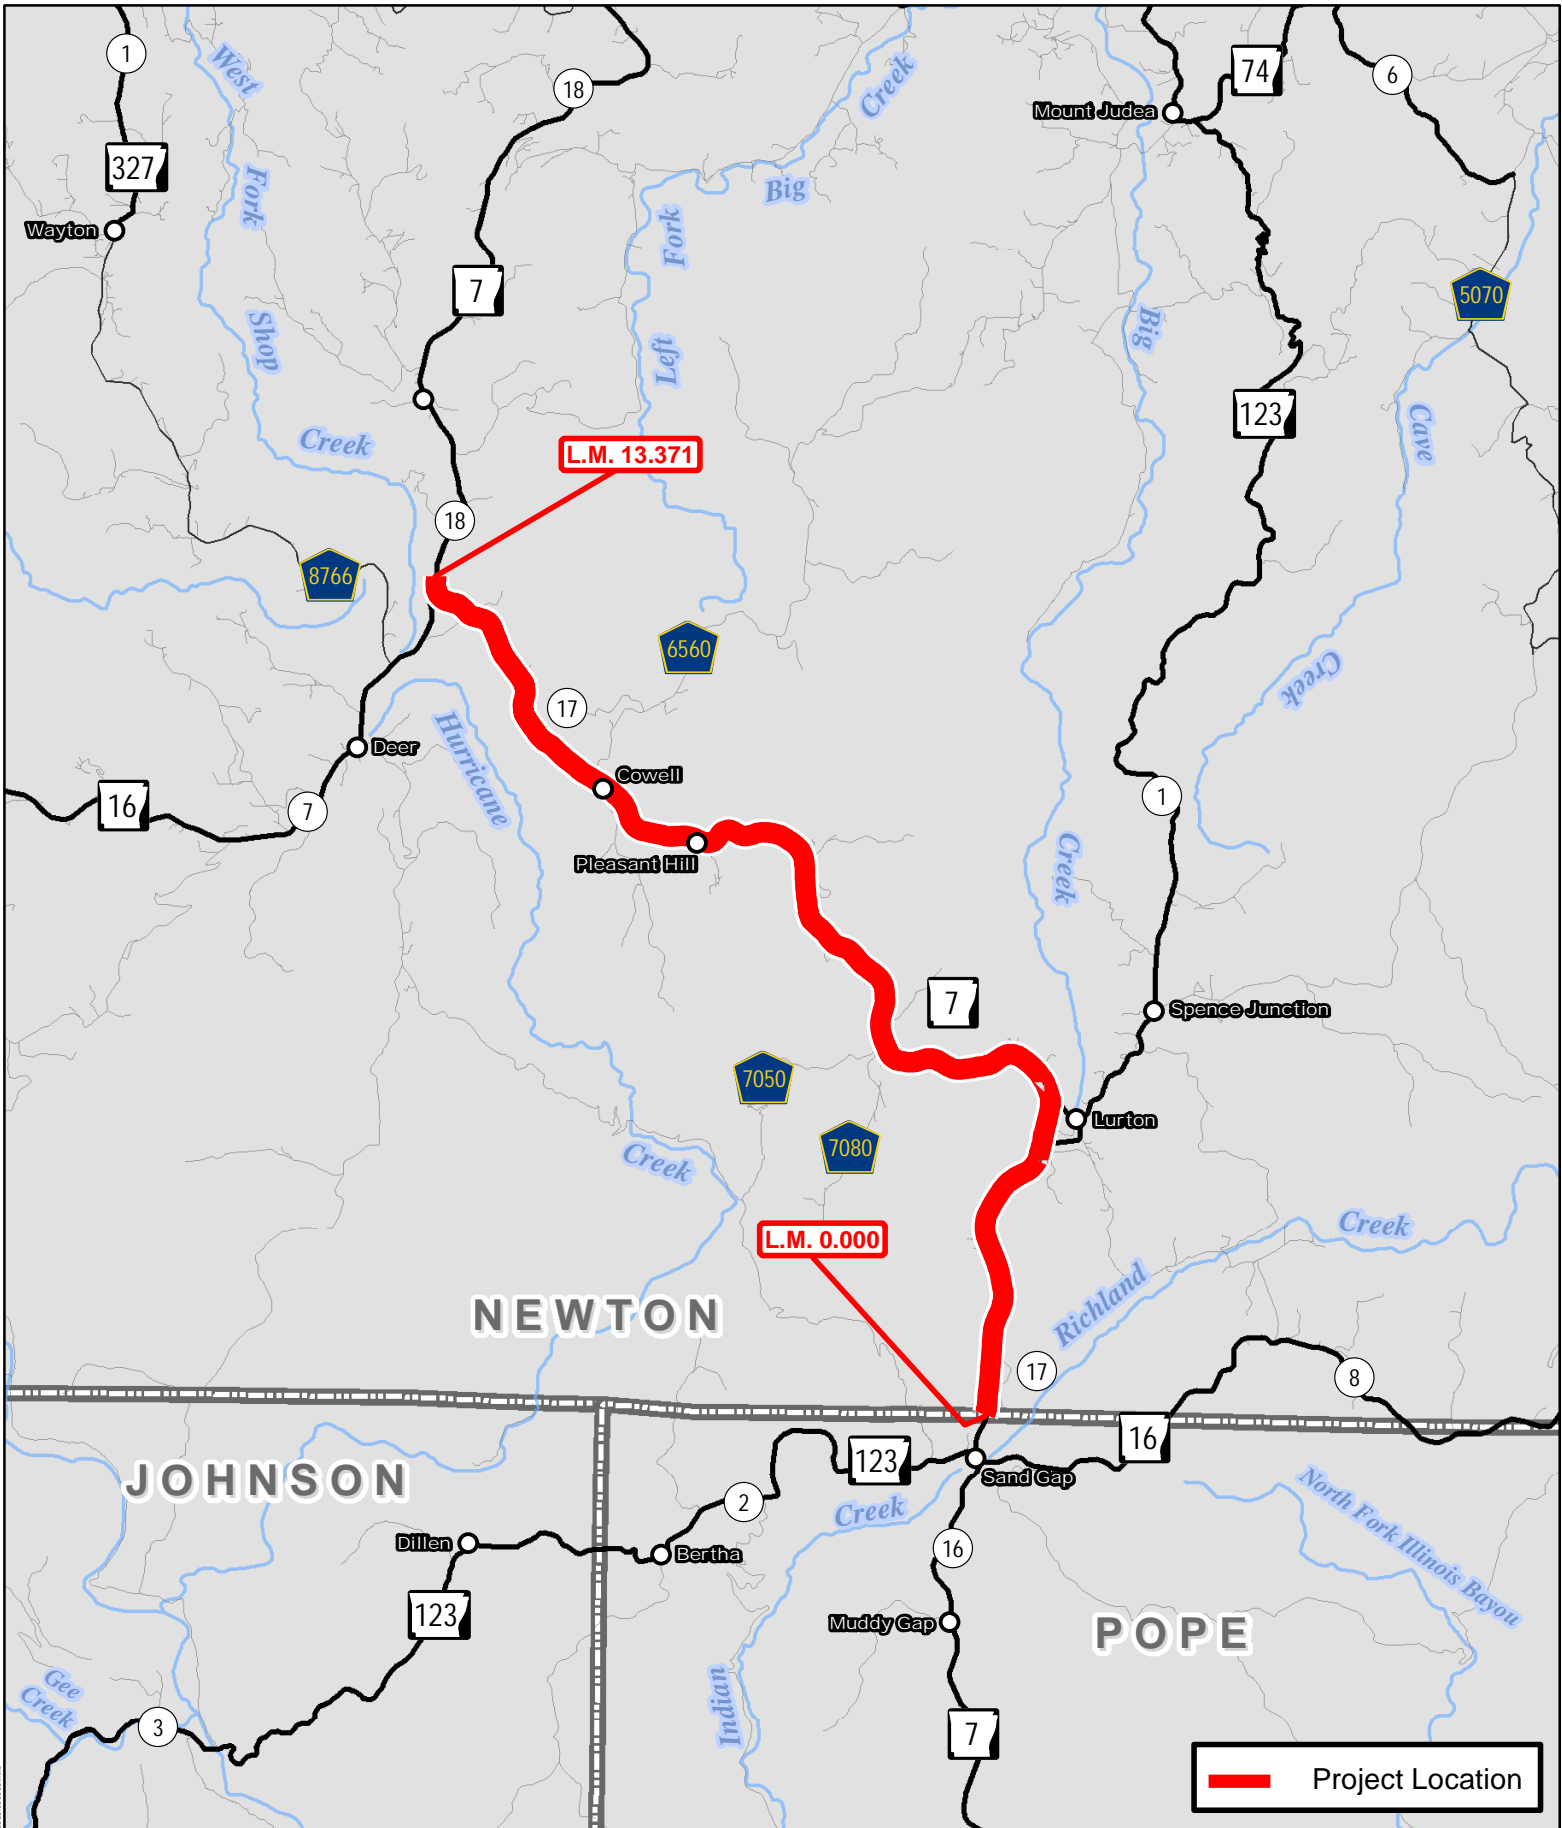 1
West
18
Creek
74
6
Mount Judea
327
Fork
Big
Wayton
Fork
7
5070
Shop
Big
Left
123
Creek
Cave
L.M. 13.371
18
8766
6560
Creek
17
Hurricane
Deer
Cowell
16
7
1
Pleasant Hill
Creek
7
Spence Junction
7050
Lurton
7080
Creek
Creek
L.M. 0.000
Richland
NEWTON
17
8
16
123
JOHNSON
Sand Gap
2
Creek
North Fork Illinois Bayou
Dillen
Bertha
16
123
Muddy Gap
POPE
Gee
Creek
Indian
3
7
Project Location